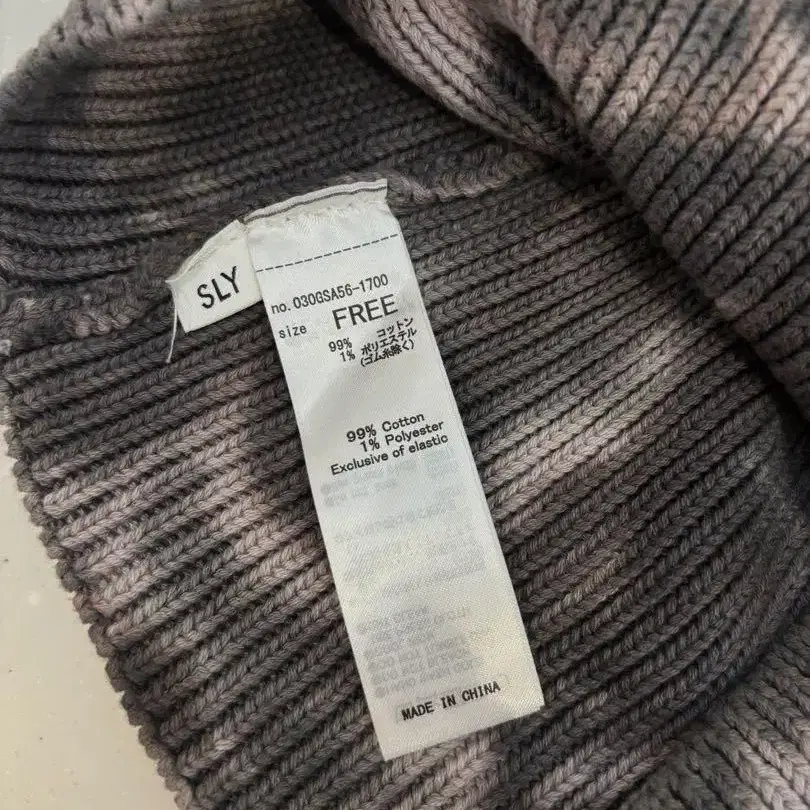 SLY
no.030GSA56-1700
size FREE
99% コットン
1% ポリエステル
(ゴム糸除く)
99% Cotton
1% Polyester
Exclusive of elastic
MADE IN CHINA